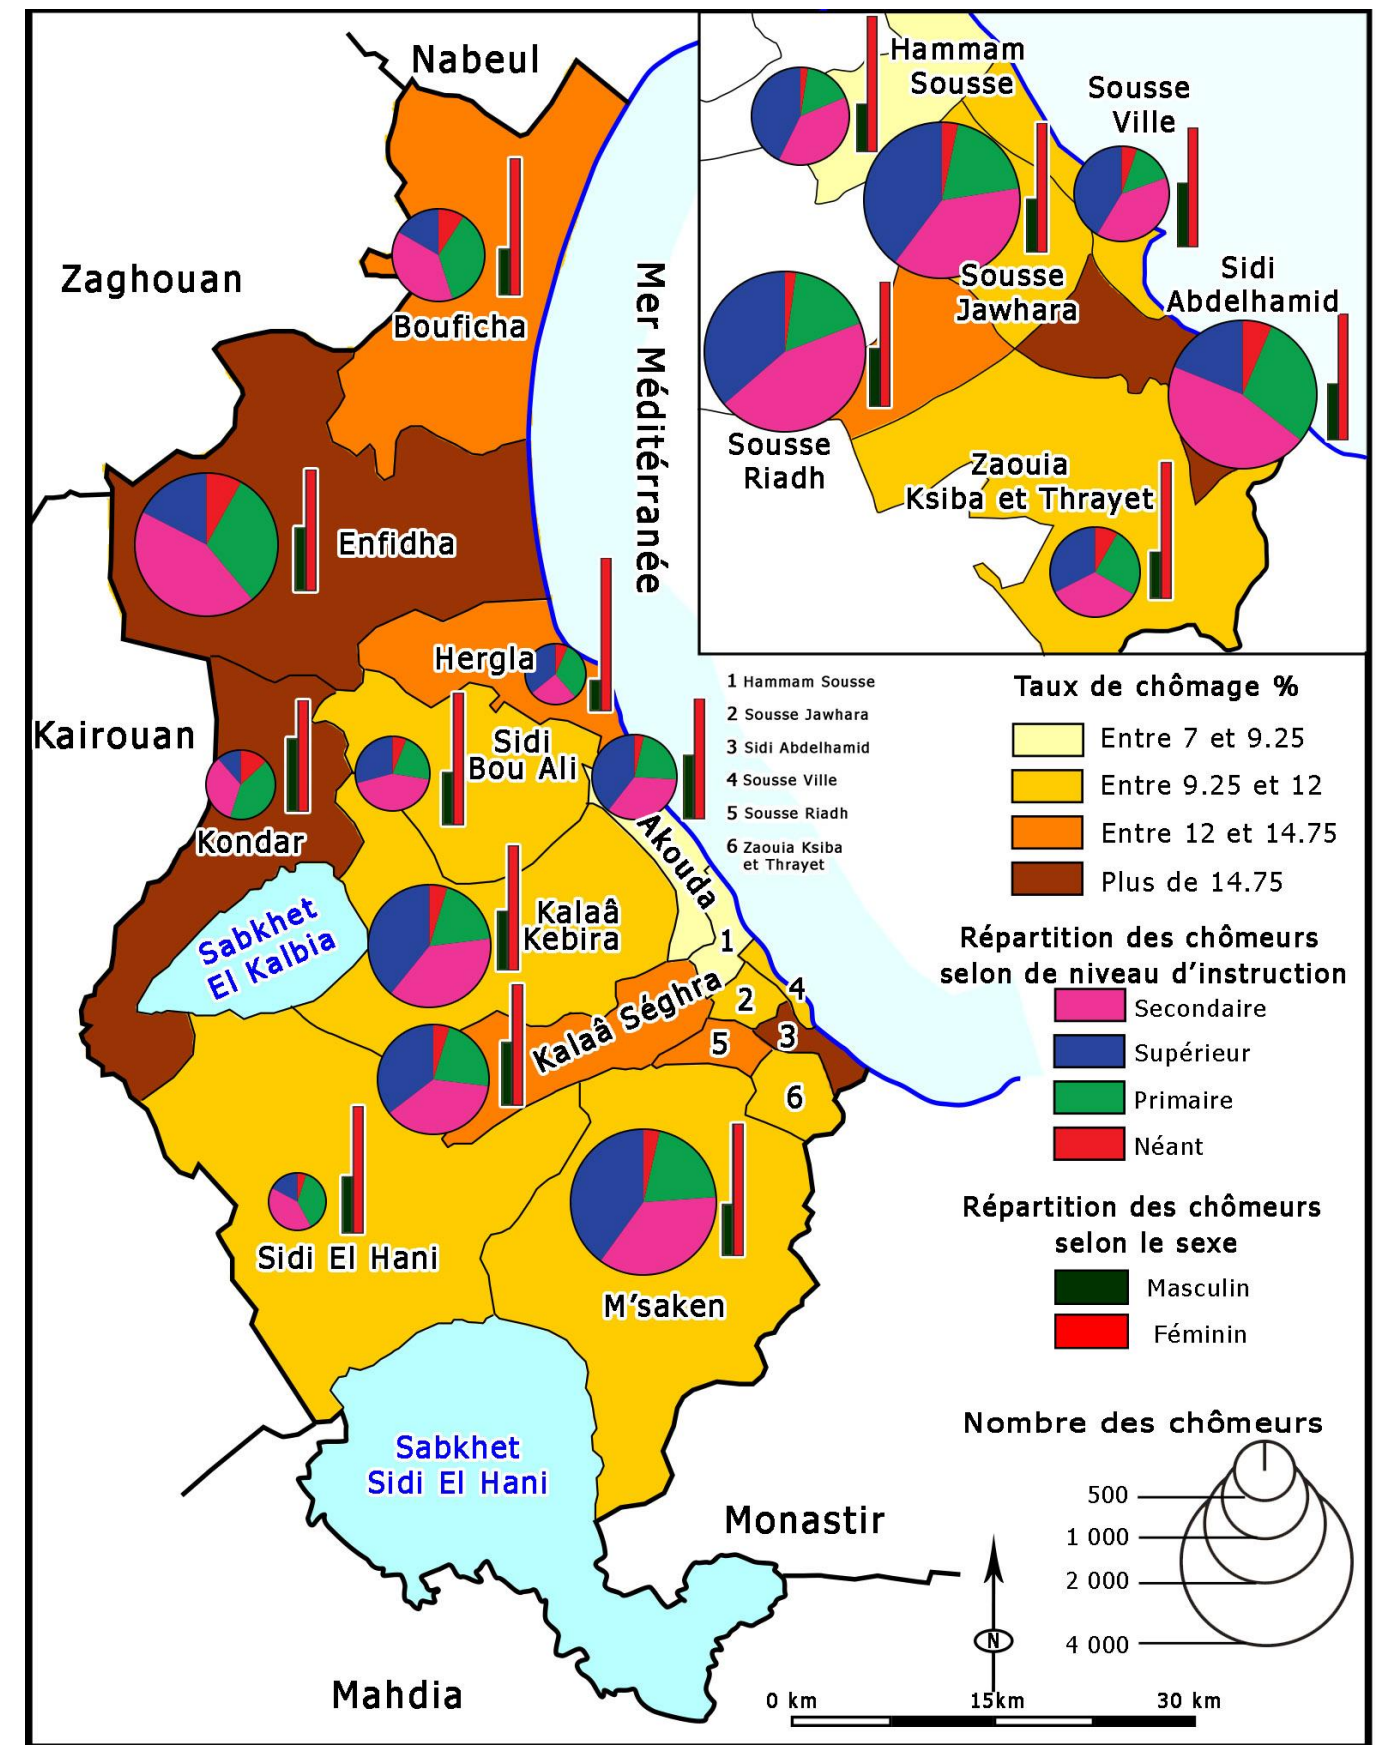 Nabeul
Zaghouan
Bouficha
Mer Méditérranée
Enfidha
Hergla
Kairouan
Sidi
Bou Ali
Kondar
Akouda
Sabkhet
El Kalbia
Kalaâ
Kebira
Kalaâ Séghra
1
2
3
4
5
6
Sidi El Hani
M'saken
Sabkhet
Sidi El Hani
Monastir
Mahdia
Hammam
Sousse
Sousse
Ville
Sousse
Jawhara
Sidi
Abdelhamid
Sousse
Riadh
Zaouia
Ksiba et Thrayet
1 Hammam Sousse
2 Sousse Jawhara
3 Sidi Abdelhamid
4 Sousse Ville
5 Sousse Riadh
6 Zaouia Ksiba
et Thrayet
Taux de chômage %
Entre 7 et 9.25
Entre 9.25 et 12
Entre 12 et 14.75
Plus de 14.75
Répartition des chômeurs
selon de niveau d'instruction
Secondaire
Supérieur
Primaire
Néant
Répartition des chômeurs
selon le sexe
Masculin
Féminin
Nombre des chômeurs
500
1 000
2 000
4 000
N
0 km 15km 30 km